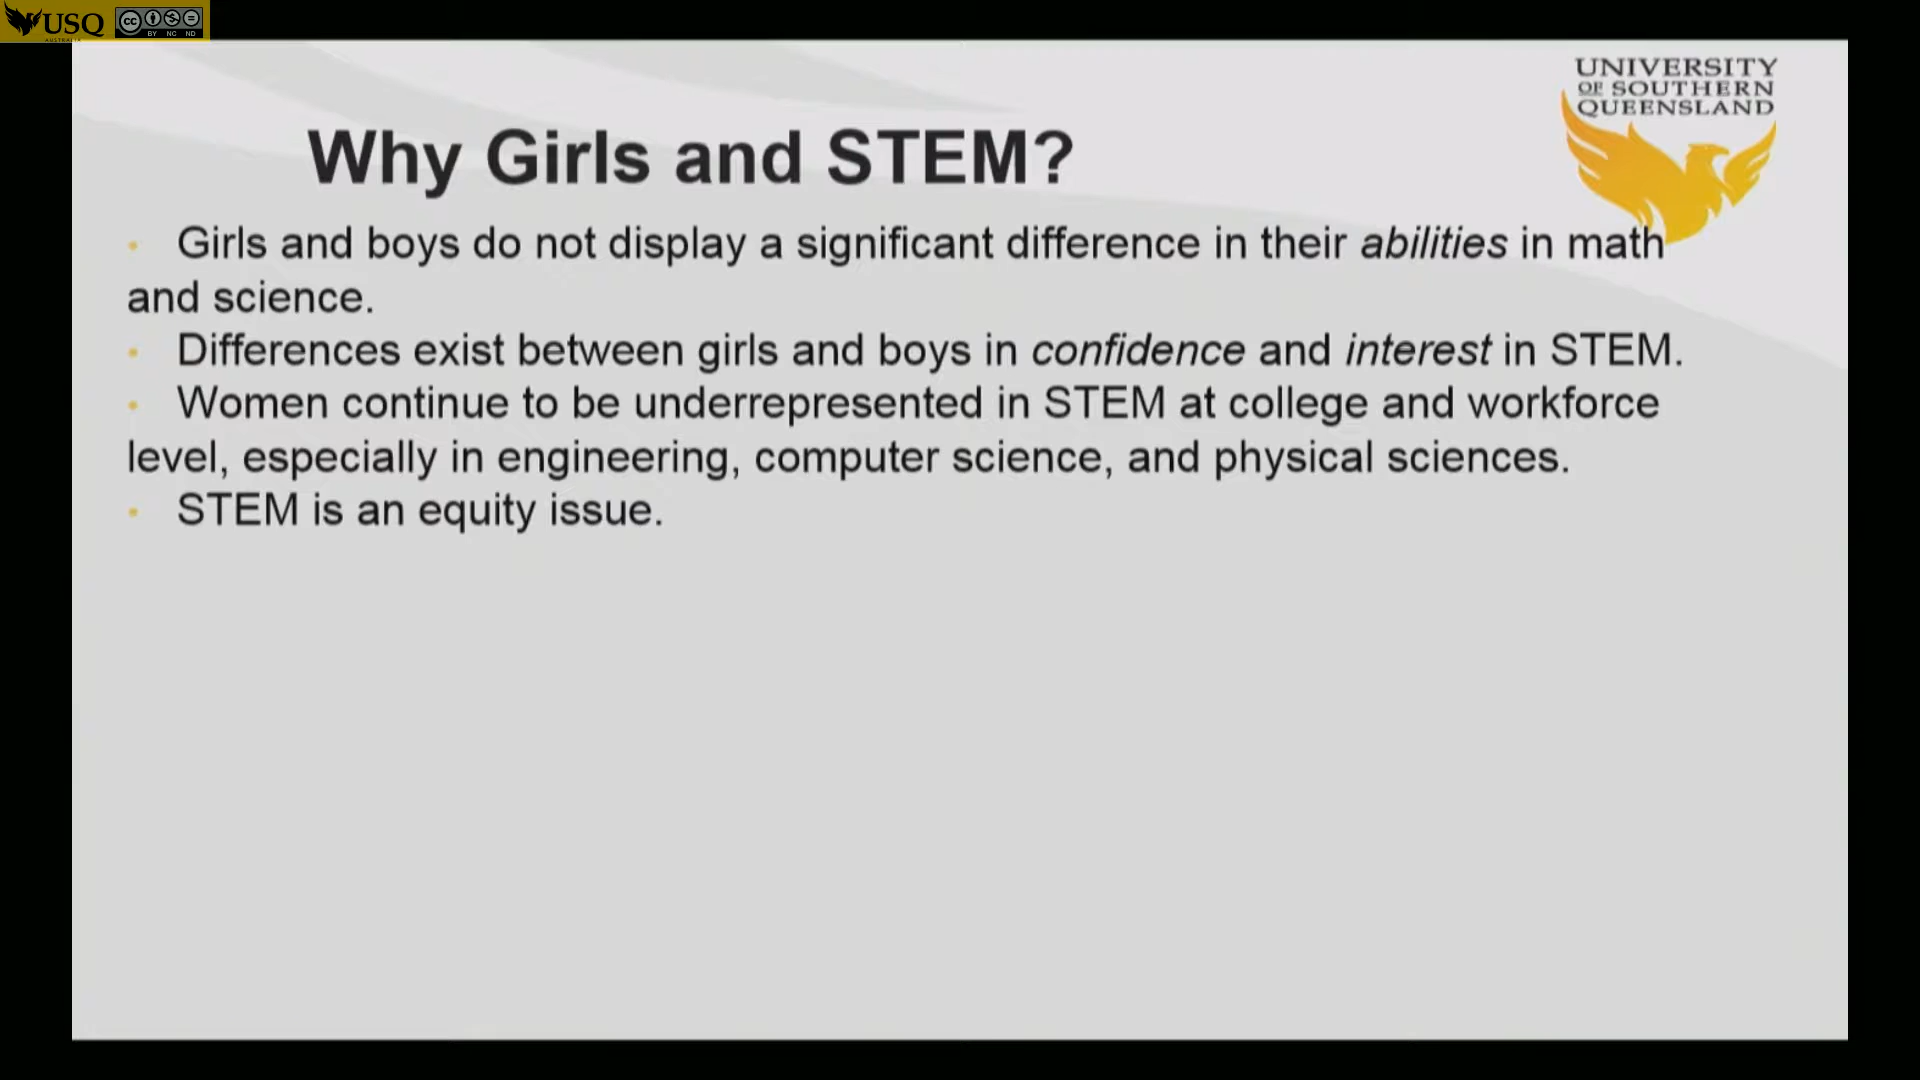 USQ
AUSTRALIA
CC
BY NC ND
UNIVERSITY
OF SOUTHERN
QUEENSLAND
Why Girls and STEM?
• Girls and boys do not display a significant difference in their abilities in math
and science.
• Differences exist between girls and boys in confidence and interest in STEM.
• Women continue to be underrepresented in STEM at college and workforce
level, especially in engineering, computer science, and physical sciences.
• STEM is an equity issue.